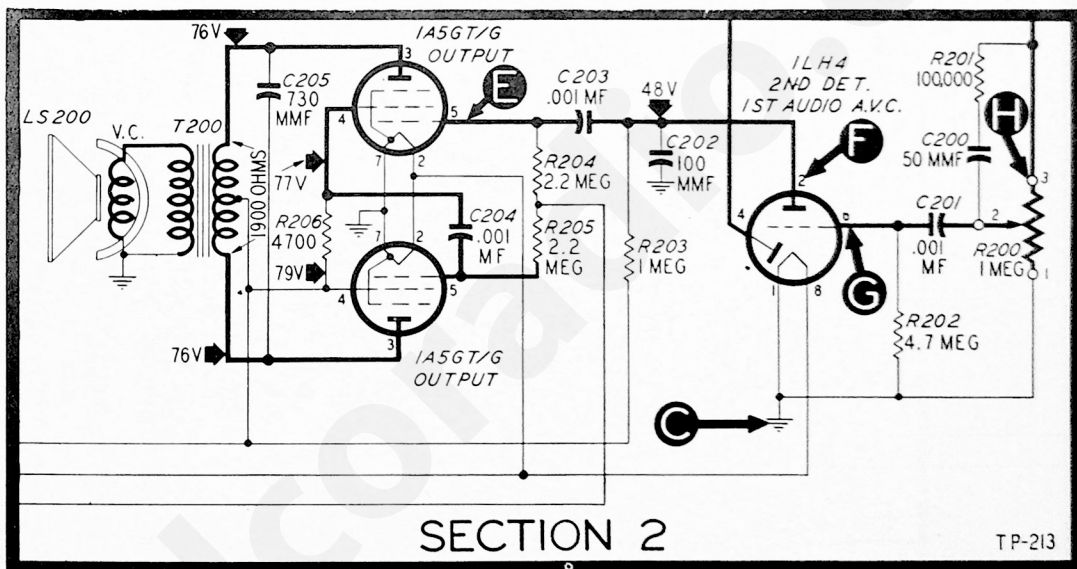 76V
1A5GT/G
OUTPUT
3
C205
730
MMF
LS200
V.C.
T200
1900 OHMS
4
5
E
7
2
77V
C203
.001 MF
48V
C202
100
MMF
R204
2.2 MEG
1LH4
2ND DET.
1ST AUDIO A.V.C.
F
2
R201
100,000
H
C200
50 MMF
3
R206
4700
C204
.001
MF
R205
2.2
MEG
R203
1 MEG
4
6
C201
.001
MF
2
R200
1 MEG
1
G
1
8
7
2
79V
4
5
3
76V
1A5GT/G
OUTPUT
R202
4.7 MEG
C
SECTION 2
TP-213